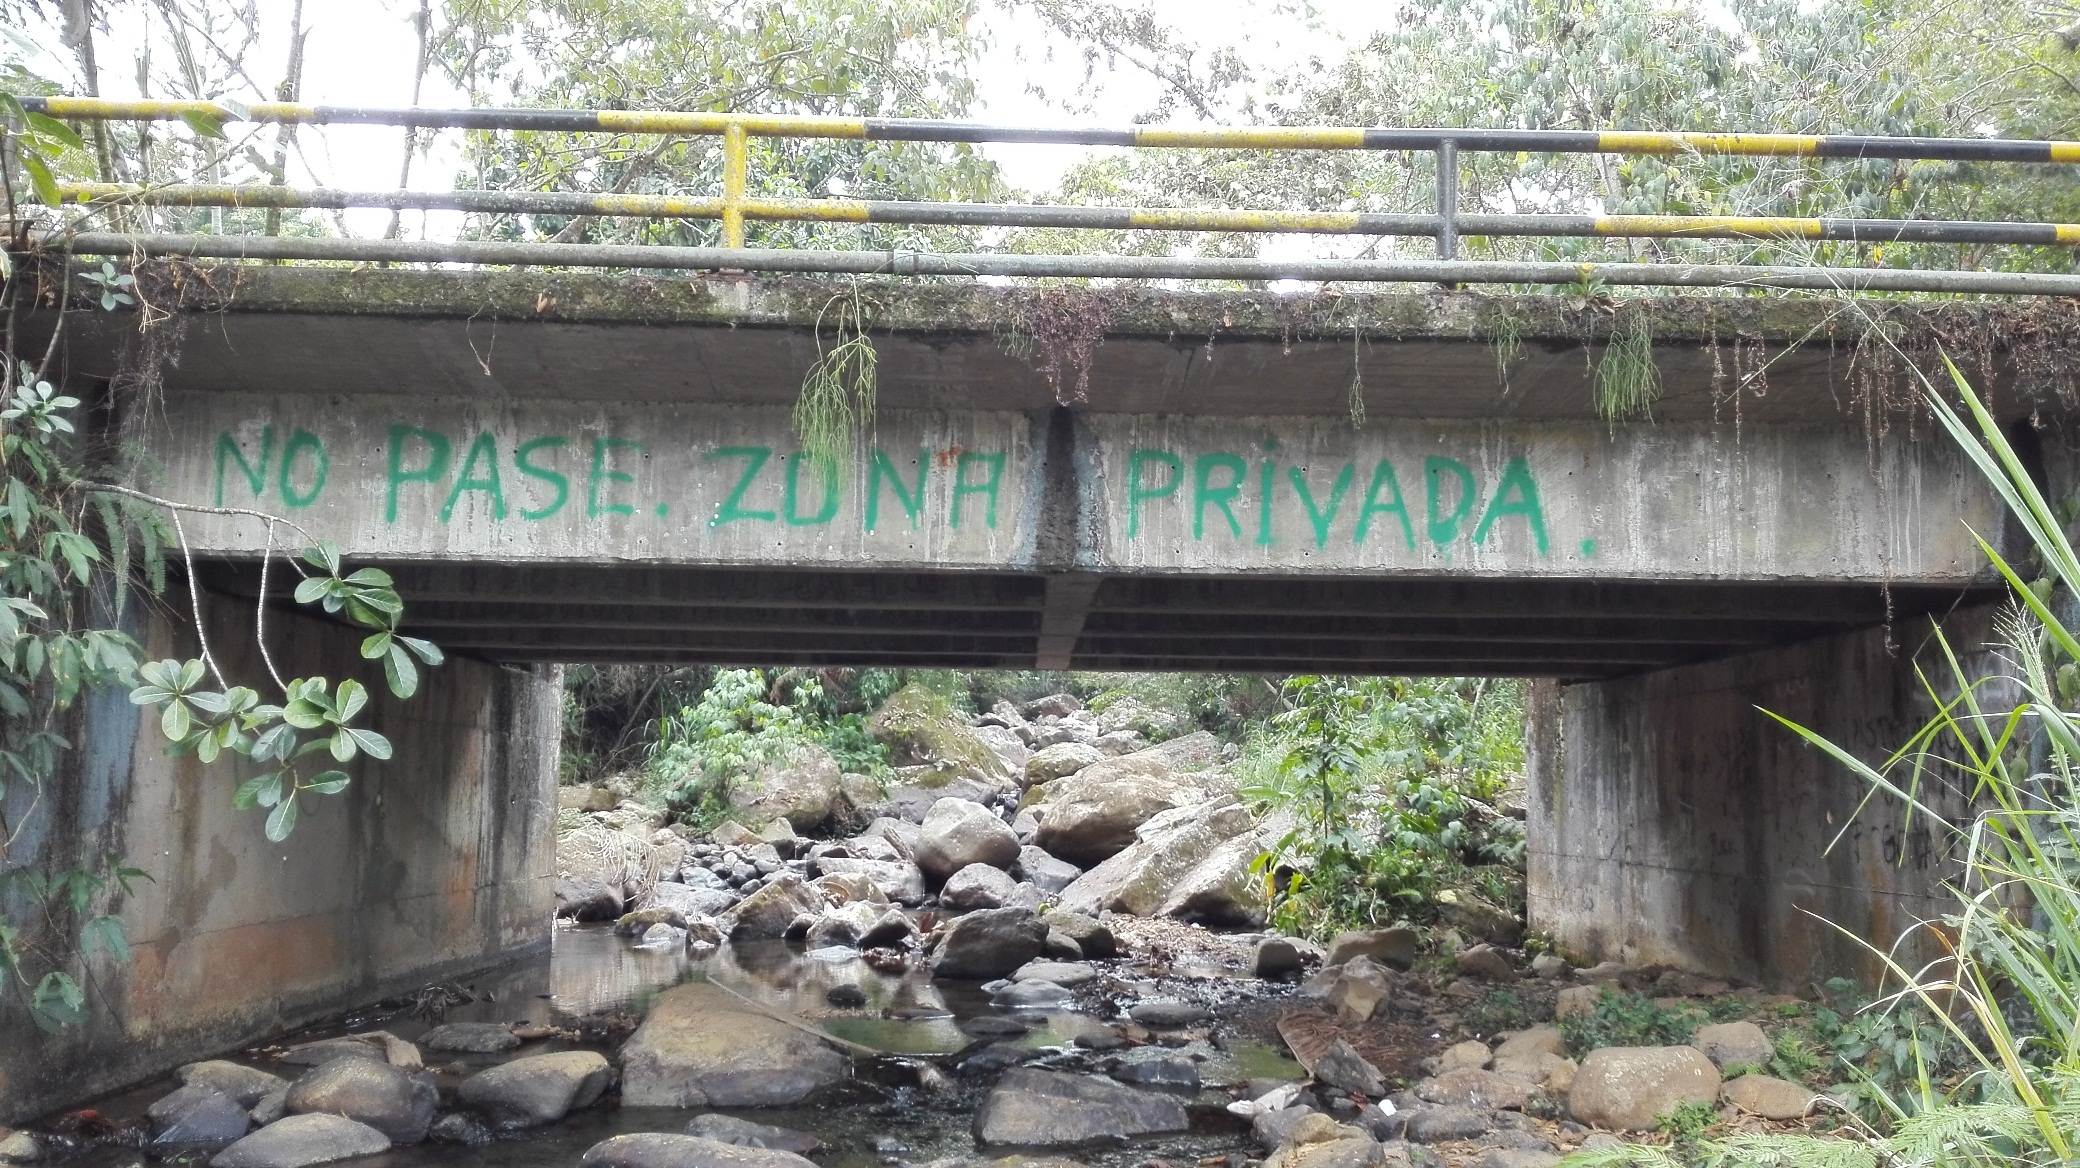 NO PASE. ZONA PRIVADA.